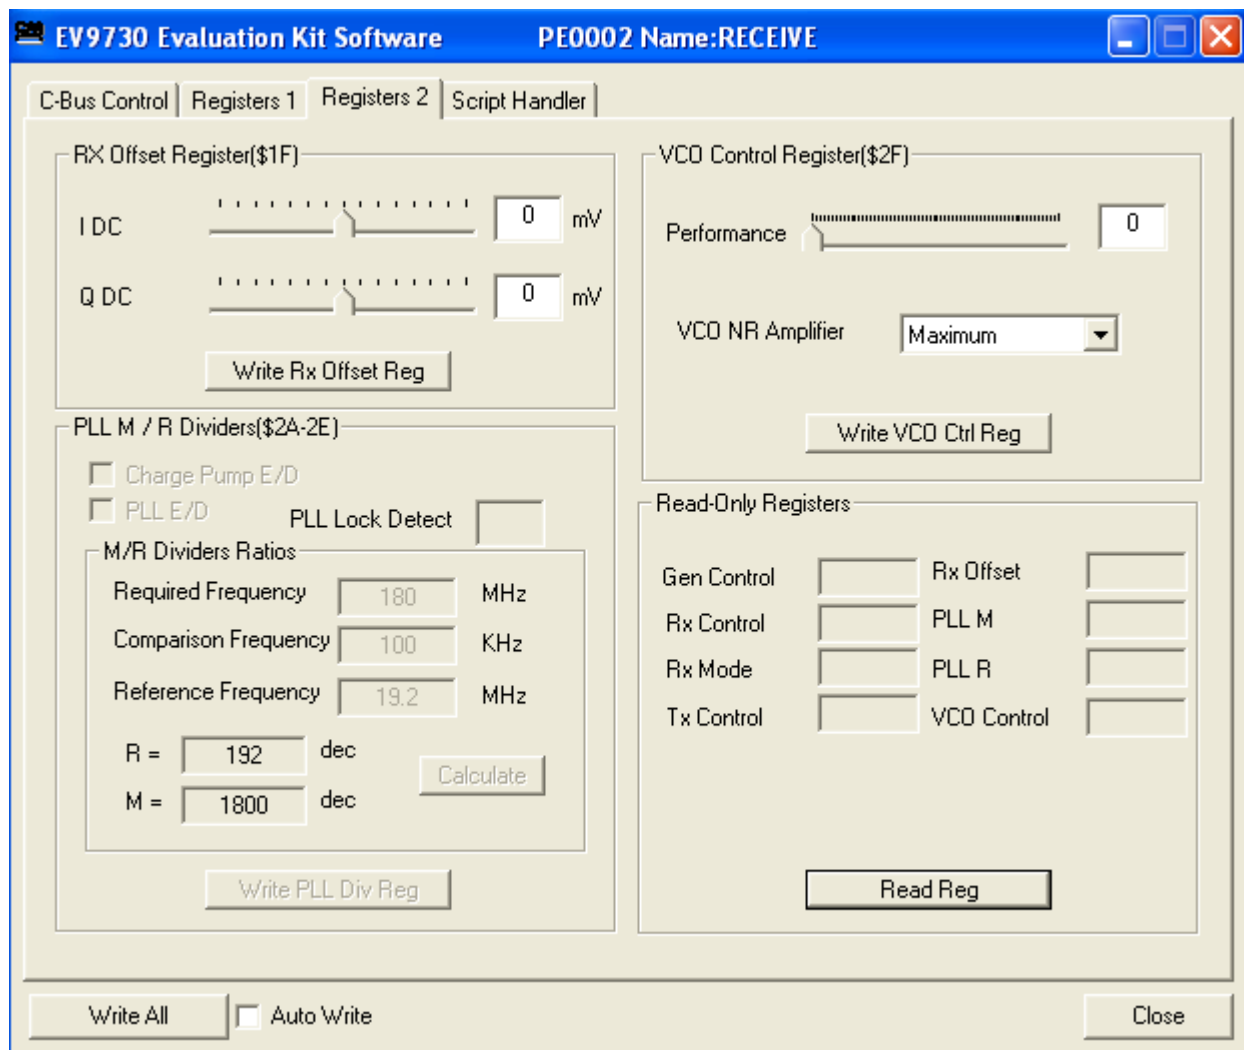 EV9730 Evaluation Kit Software PE0002 Name:RECEIVE
C-Bus Control Registers 1 Registers 2 Script Handler
RX Offset Register($1F)
I DC 0 mV
Q DC 0 mV
Write Rx Offset Reg
PLL M / R Dividers($2A-2E)
Charge Pump E/D
PLL E/D PLL Lock Detect
M/R Dividers Ratios
Required Frequency 180 MHz
Comparison Frequency 100 KHz
Reference Frequency 19.2 MHz
R = 192 dec
Calculate
M = 1800 dec
Write PLL Div Reg
VCO Control Register($2F)
Performance 0
VCO NR Amplifier Maximum
Write VCO Ctrl Reg
Read-Only Registers
Gen Control Rx Offset
Rx Control PLL M
Rx Mode PLL R
Tx Control VCO Control
Read Reg
Write All Auto Write Close